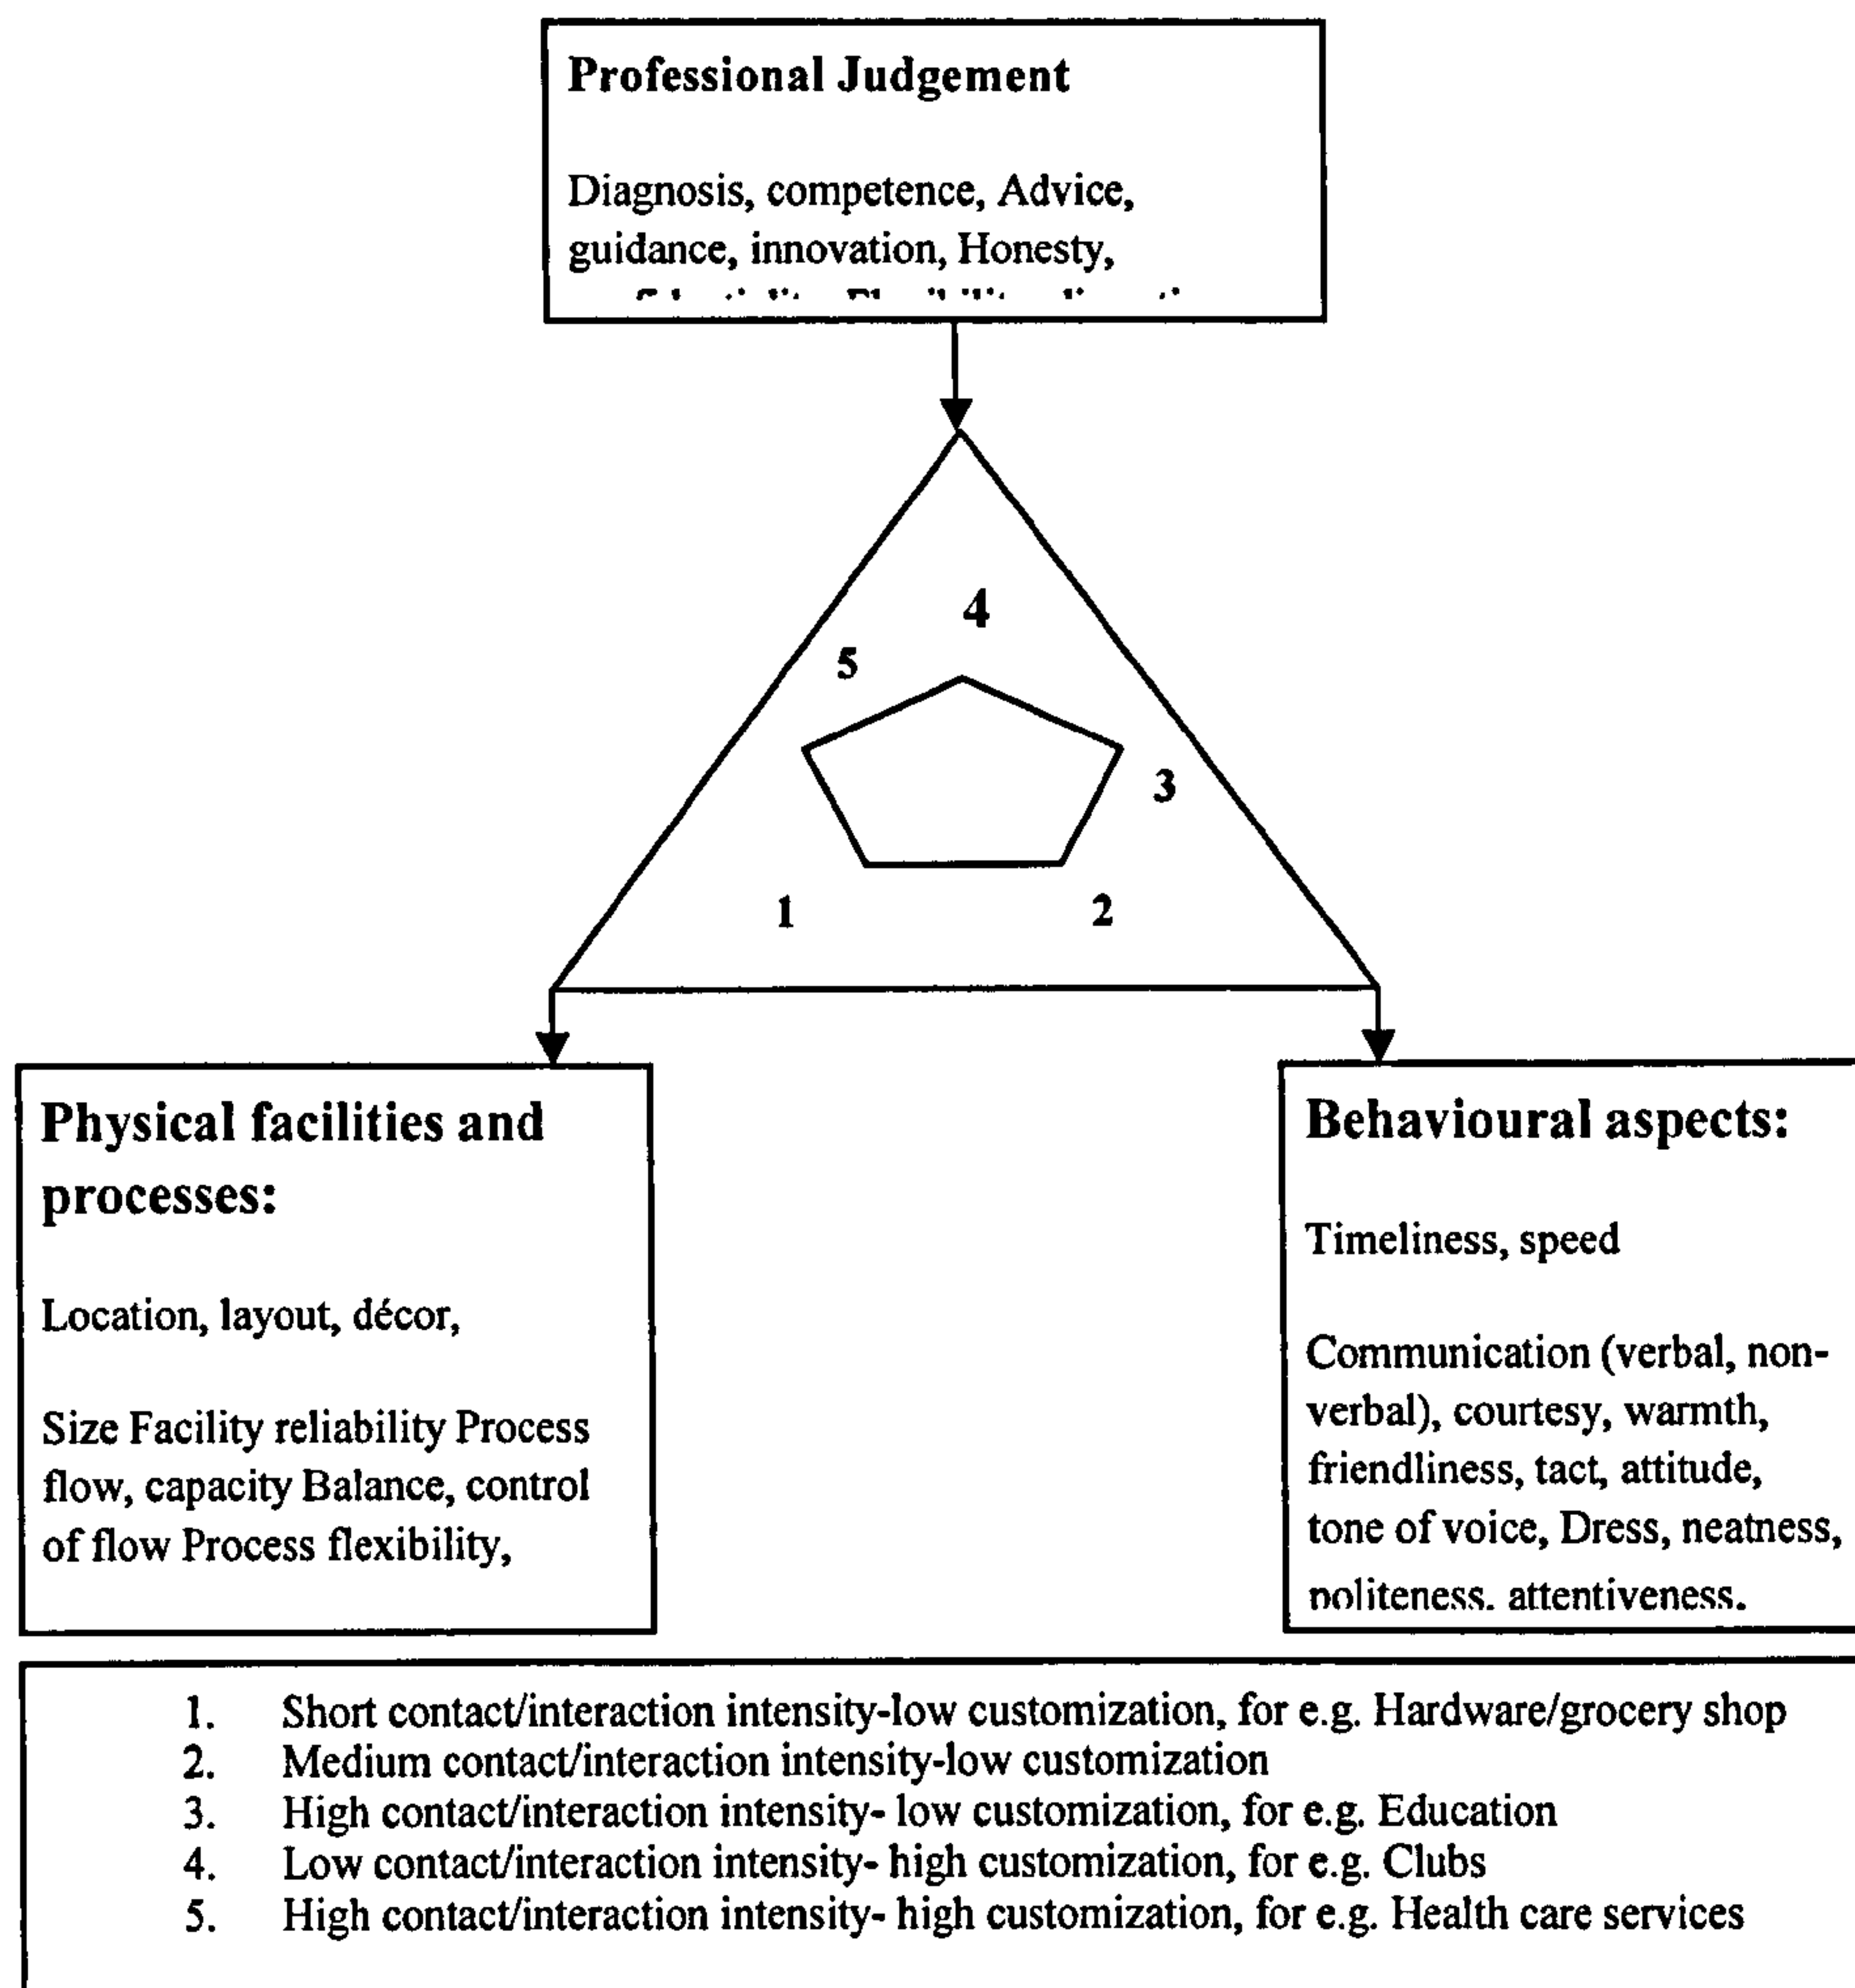 Professional Judgement
Diagnosis, competence, Advice,
guidance, innovation, Honesty,
4
5
3
1
2
Physical facilities and
processes:
Location, layout, décor,
Size Facility reliability Process
flow, capacity Balance, control
of flow Process flexibility,
Behavioural aspects:
Timeliness, speed
Communication (verbal, non-
verbal), courtesy, warmth,
friendliness, tact, attitude,
tone of voice, Dress, neatness,
politeness. attentiveness.
1. Short contact/interaction intensity-low customization, for e.g. Hardware/grocery shop
2. Medium contact/interaction intensity-low customization
3. High contact/interaction intensity- low customization, for e.g. Education
4. Low contact/interaction intensity- high customization, for e.g. Clubs
5. High contact/interaction intensity- high customization, for e.g. Health care services